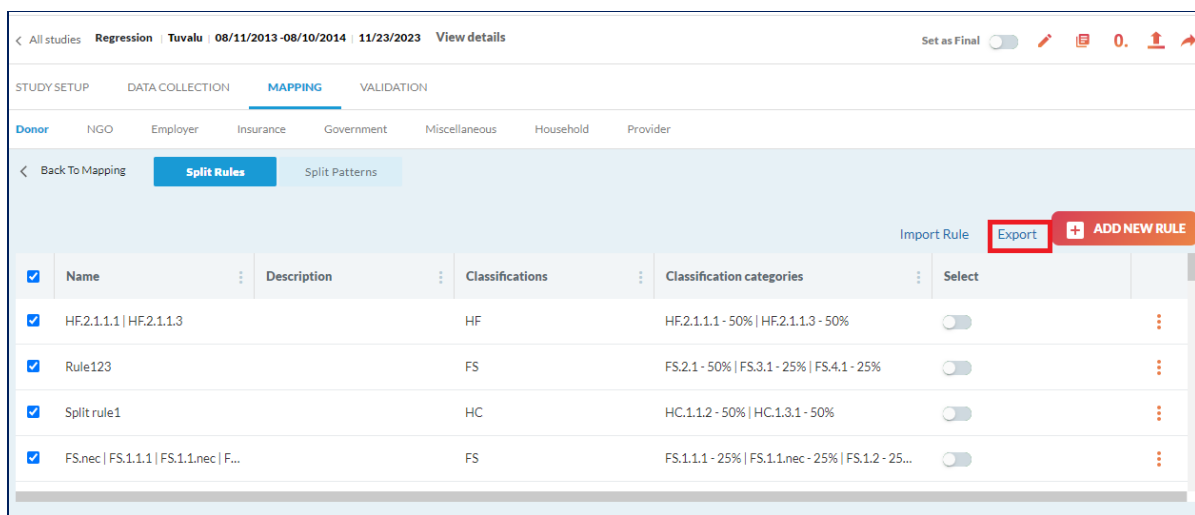 All studies Regression | Tuvalu | 08/11/2013 -08/10/2014 | 11/23/2023 View details Set as Final 0.
STUDY SETUP DATA COLLECTION MAPPING VALIDATION
Donor NGO Employer Insurance Government Miscellaneous Household Provider
Back To Mapping Split Rules Split Patterns
Import Rule Export ADD NEW RULE
Name Description Classifications Classification categories Select
HF.2.1.1.1 | HF.2.1.1.3 HF HF.2.1.1.1 - 50% | HF.2.1.1.3 - 50%
Rule123 FS FS.2.1 - 50% | FS.3.1 - 25% | FS.4.1 - 25%
Split rule1 HC HC.1.1.2 - 50% | HC.1.3.1 - 50%
FS.nec | FS.1.1.1 | FS.1.1.nec | F... FS FS.1.1.1 - 25% | FS.1.1.nec - 25% | FS.1.2 - 25...